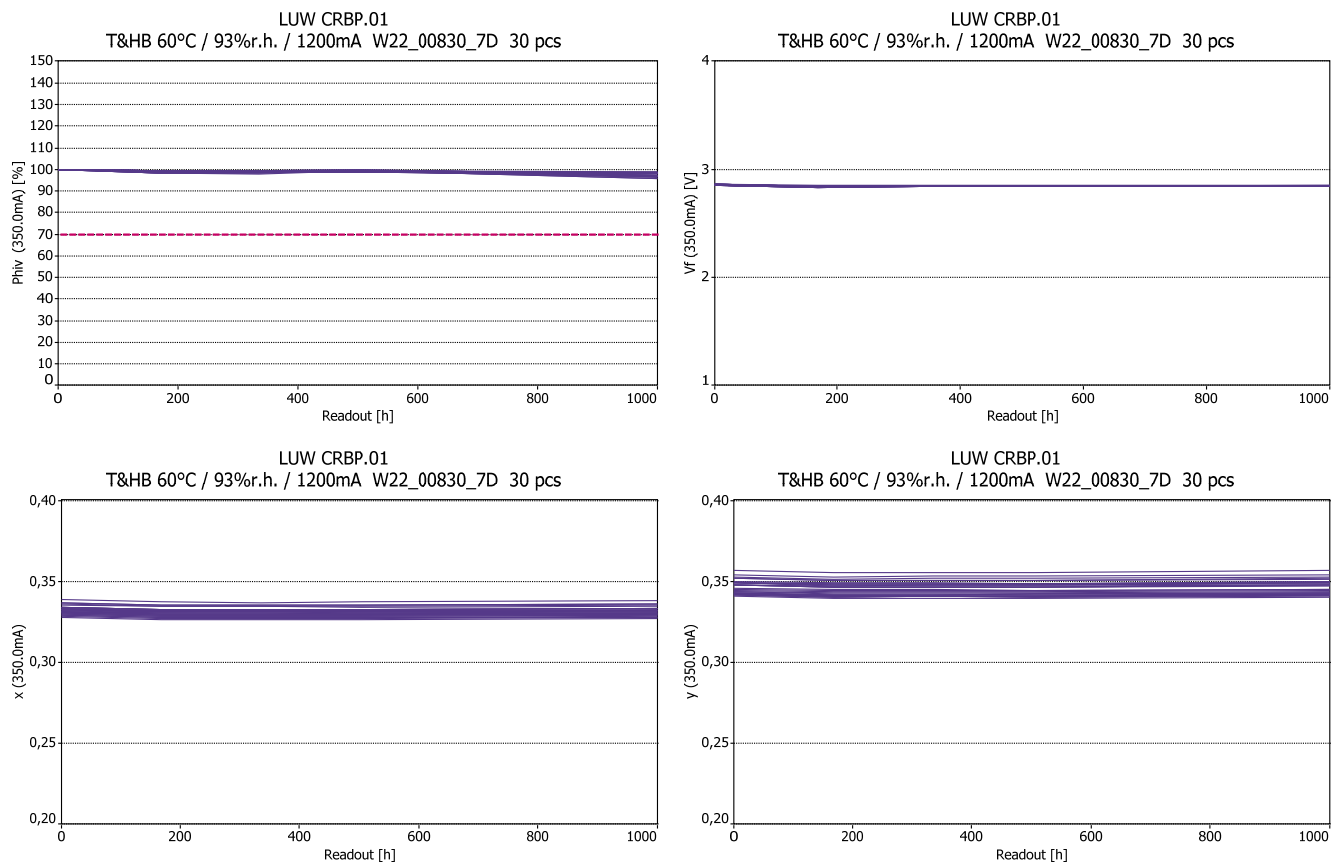 LUW CRBP.01
T&HB 60°C / 93%r.h. / 1200mA  W22_00830_7D  30 pcs
150
140
130
120
110
100
90
80
70
60
50
40
30
20
10
0
Phiv (350.0mA) [%]
0 200 400 600 800 1000
Readout [h]
LUW CRBP.01
T&HB 60°C / 93%r.h. / 1200mA  W22_00830_7D  30 pcs
4
3
2
1
Vf (350.0mA) [V]
0 200 400 600 800 1000
Readout [h]
LUW CRBP.01
T&HB 60°C / 93%r.h. / 1200mA  W22_00830_7D  30 pcs
0,40
0,35
0,30
0,25
0,20
x (350.0mA)
0 200 400 600 800 1000
Readout [h]
LUW CRBP.01
T&HB 60°C / 93%r.h. / 1200mA  W22_00830_7D  30 pcs
0,40
0,35
0,30
0,25
0,20
y (350.0mA)
0 200 400 600 800 1000
Readout [h]